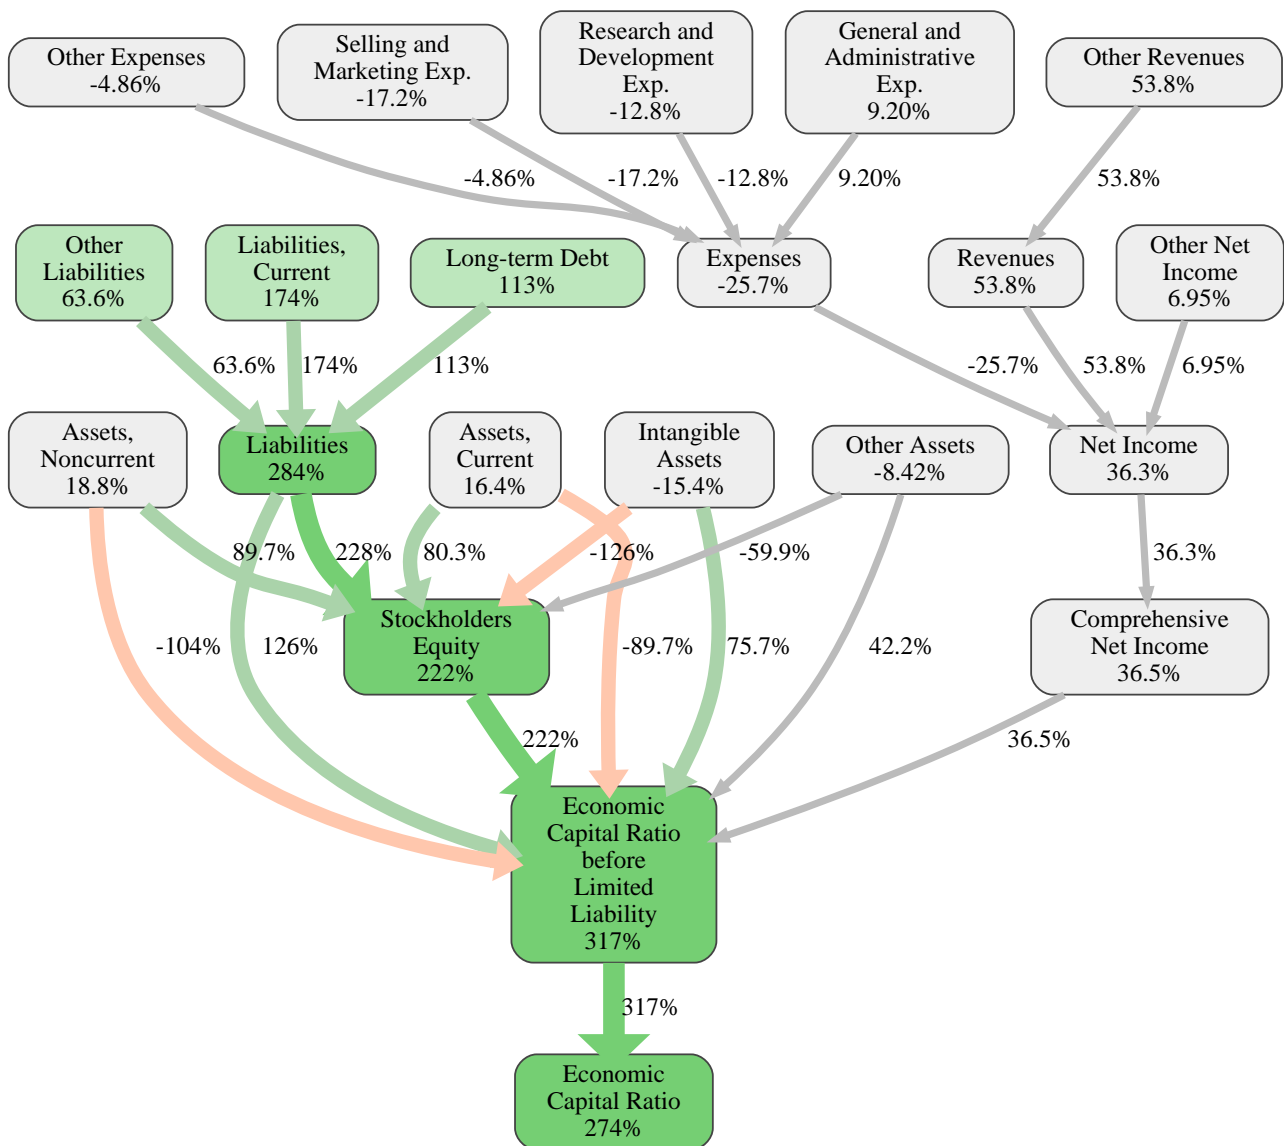 Other Expenses
-4.86%
Selling and
Marketing Exp.
-17.2%
Research and
Development
Exp.
-12.8%
General and
Administrative
Exp.
9.20%
Other Revenues
53.8%
-4.86%
-17.2%
-12.8%
9.20%
53.8%
Other
Liabilities
63.6%
Liabilities,
Current
174%
Long-term Debt
113%
Expenses
-25.7%
Revenues
53.8%
Other Net
Income
6.95%
63.6%
174%
113%
-25.7%
53.8%
6.95%
Assets,
Noncurrent
18.8%
Liabilities
284%
Assets,
Current
16.4%
Intangible
Assets
-15.4%
Other Assets
-8.42%
Net Income
36.3%
89.7%
228%
80.3%
-126%
-59.9%
36.3%
Stockholders
Equity
222%
Comprehensive
Net Income
36.5%
-104%
126%
-89.7%
75.7%
42.2%
222%
36.5%
Economic
Capital Ratio
before
Limited
Liability
317%
317%
Economic
Capital Ratio
274%